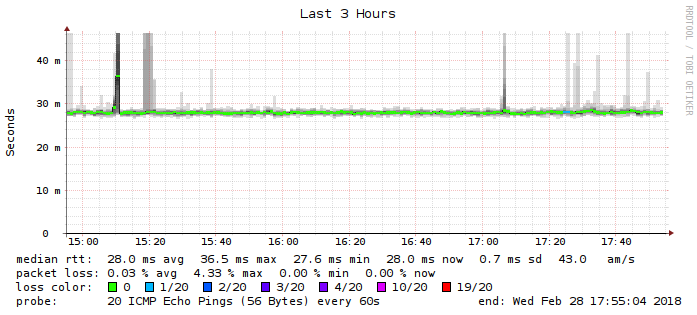 Last 3 Hours
RRDTOOL / TOBI OETIKER
Seconds
40 m
30 m
20 m
10 m
0
15:00 15:20 15:40 16:00 16:20 16:40 17:00 17:20 17:40
median rtt: 28.0 ms avg 36.5 ms max 27.6 ms min 28.0 ms now 0.7 ms sd 43.0 am/s
packet loss: 0.03 % avg 4.33 % max 0.00 % min 0.00 % now
loss color: 0 1/20 2/20 3/20 4/20 10/20 19/20
probe: 20 ICMP Echo Pings (56 Bytes) every 60s end: Wed Feb 28 17:55:04 2018